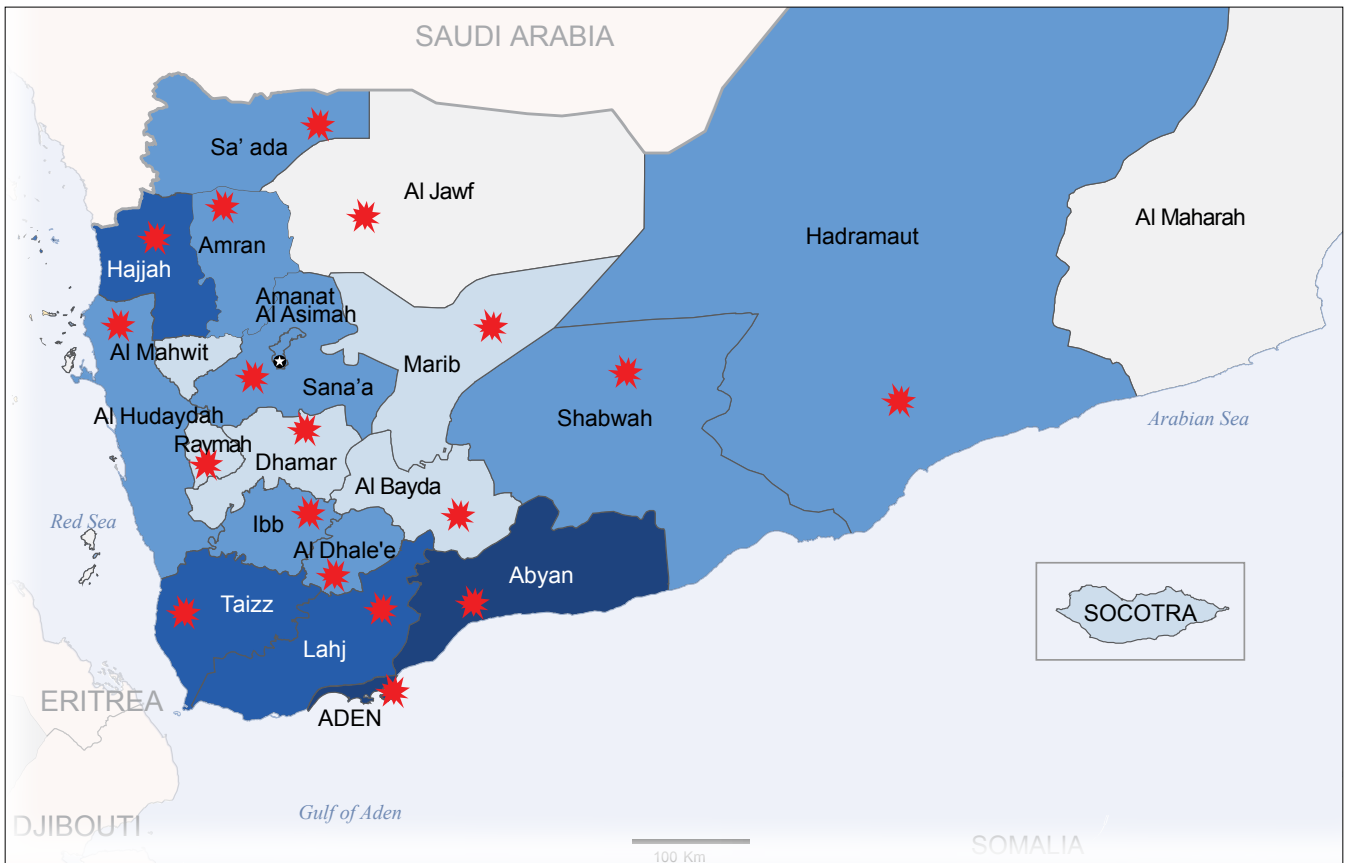 SAUDI ARABIA
Sa' ada
Al Jawf
Al Maharah
Hadramaut
Amran
Hajjah
Amanat
Al Asimah
Al Mahwit
Marib
Sana'a
Al Hudaydah
Shabwah
Arabian Sea
Raymah
Dhamar
Al Bayda
Red Sea
Ibb
Al Dhale'e
Abyan
Taizz
SOCOTRA
Lahj
ERITREA
ADEN
Gulf of Aden
DJIBOUTI
SOMALIA
100 Km